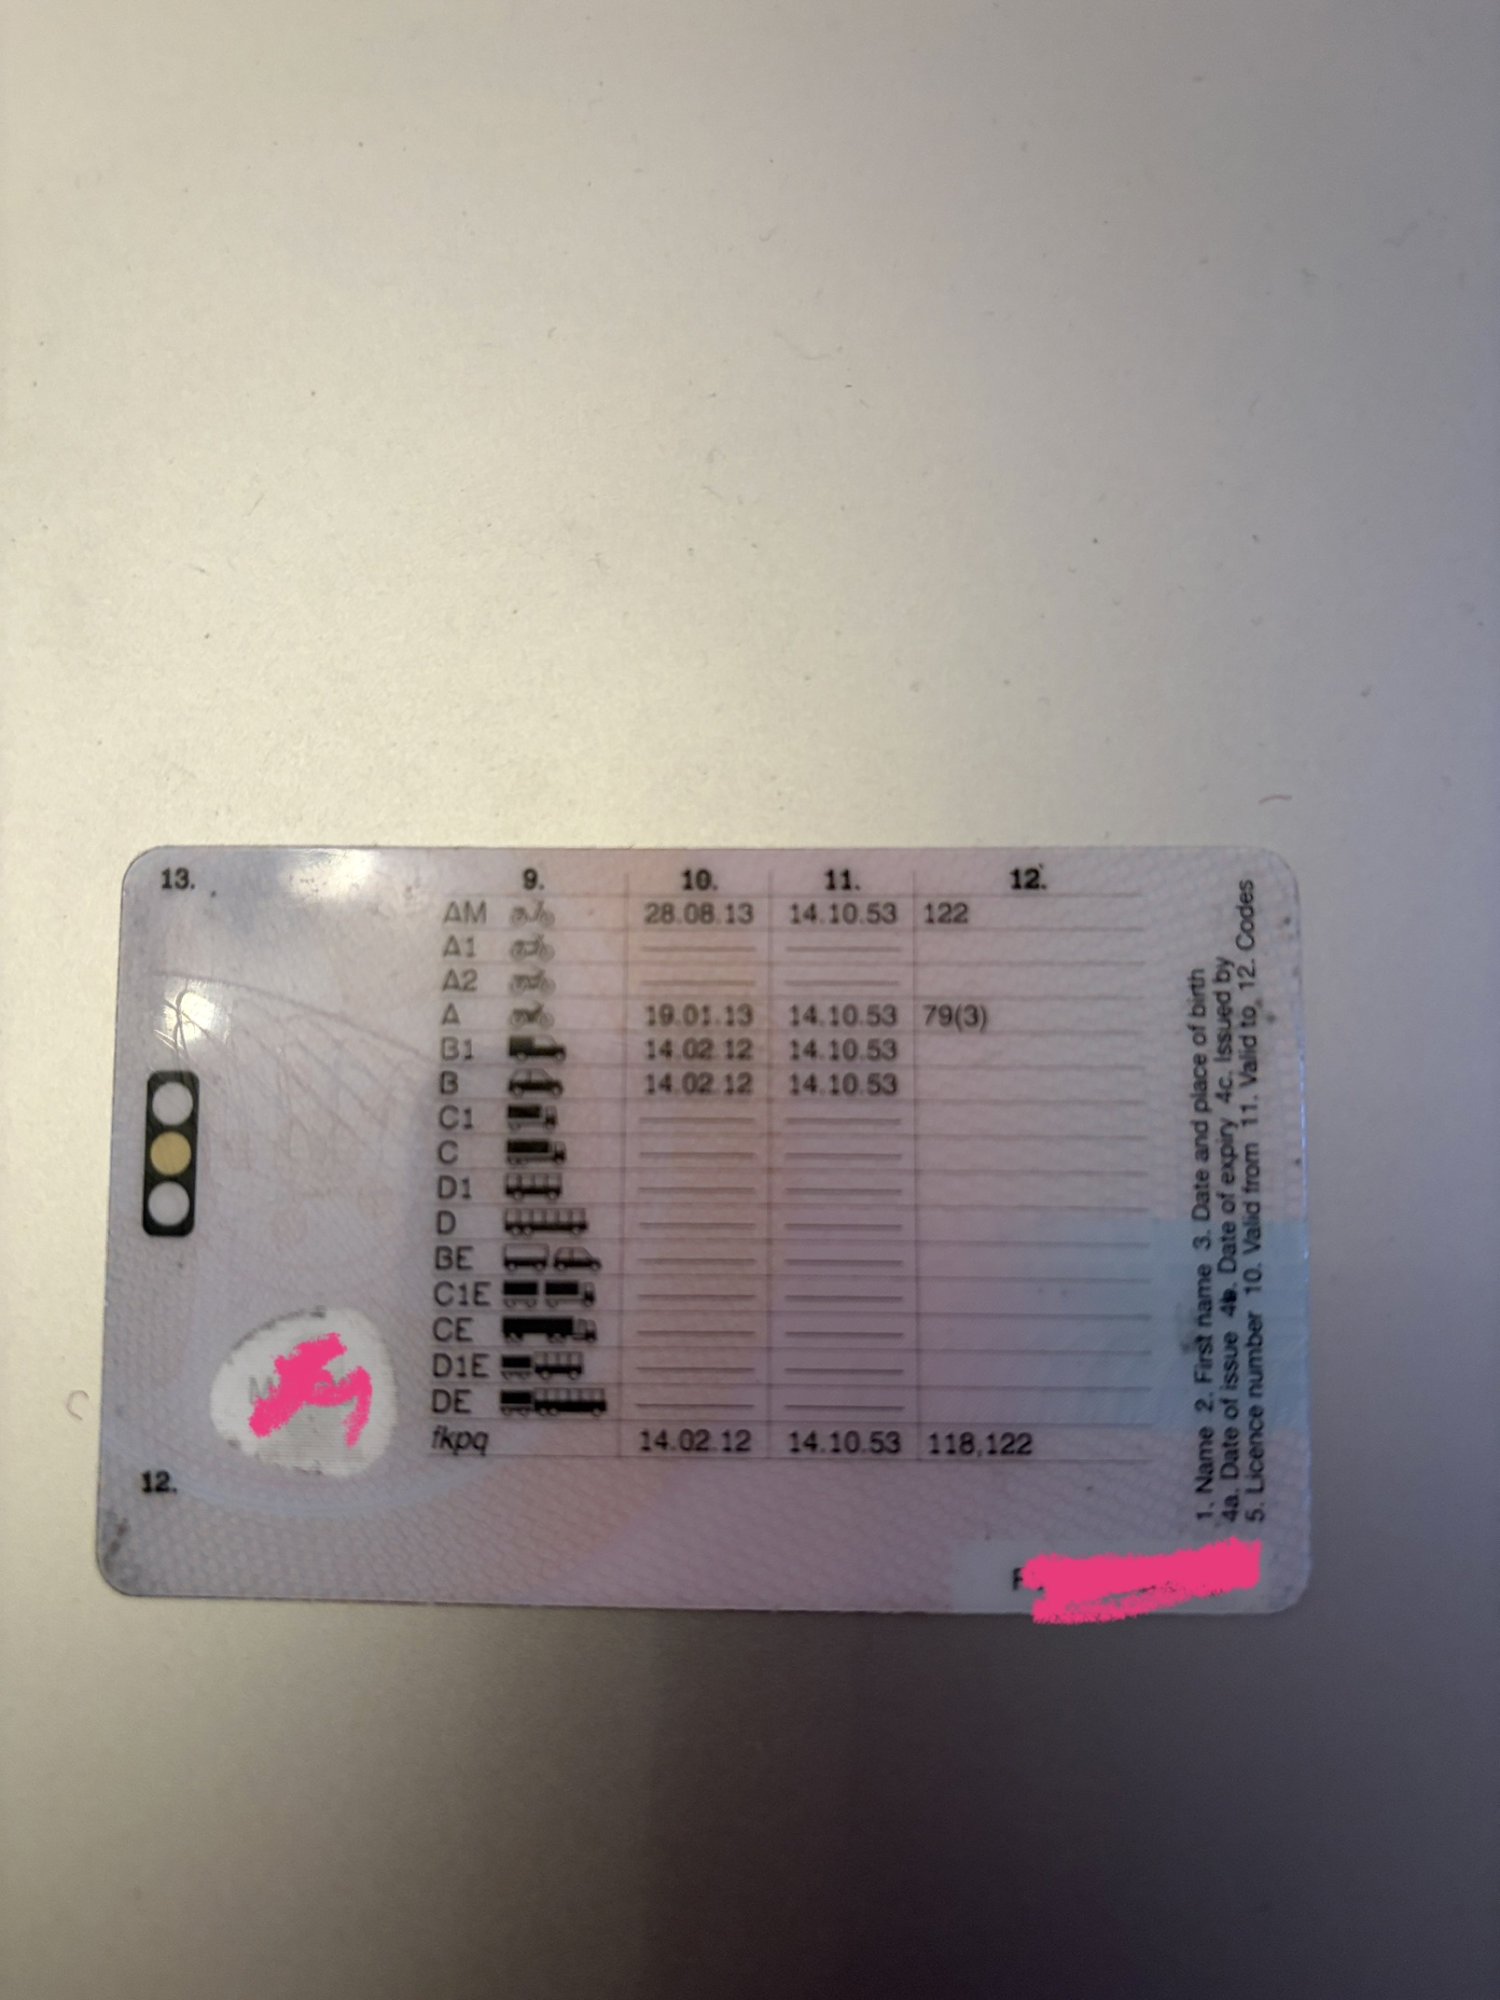 13.
9. 10. 11. 12.
AM 28.08.13 14.10.53 122
A1
A2
A 19.01.13 14.10.53 79(3)
B1 14.02.12 14.10.53
B 14.02.12 14.10.53
C1
C
D1
D
BE
C1E
CE
D1E
DE
fkpq 14.02.12 14.10.53 118,122
12.
1. Name 2. First name 3. Date and place of birth
4a. Date of issue 4b. Date of expiry 4c. Issued by
5. Licence number 10. Valid from 11. Valid to 12. Codes